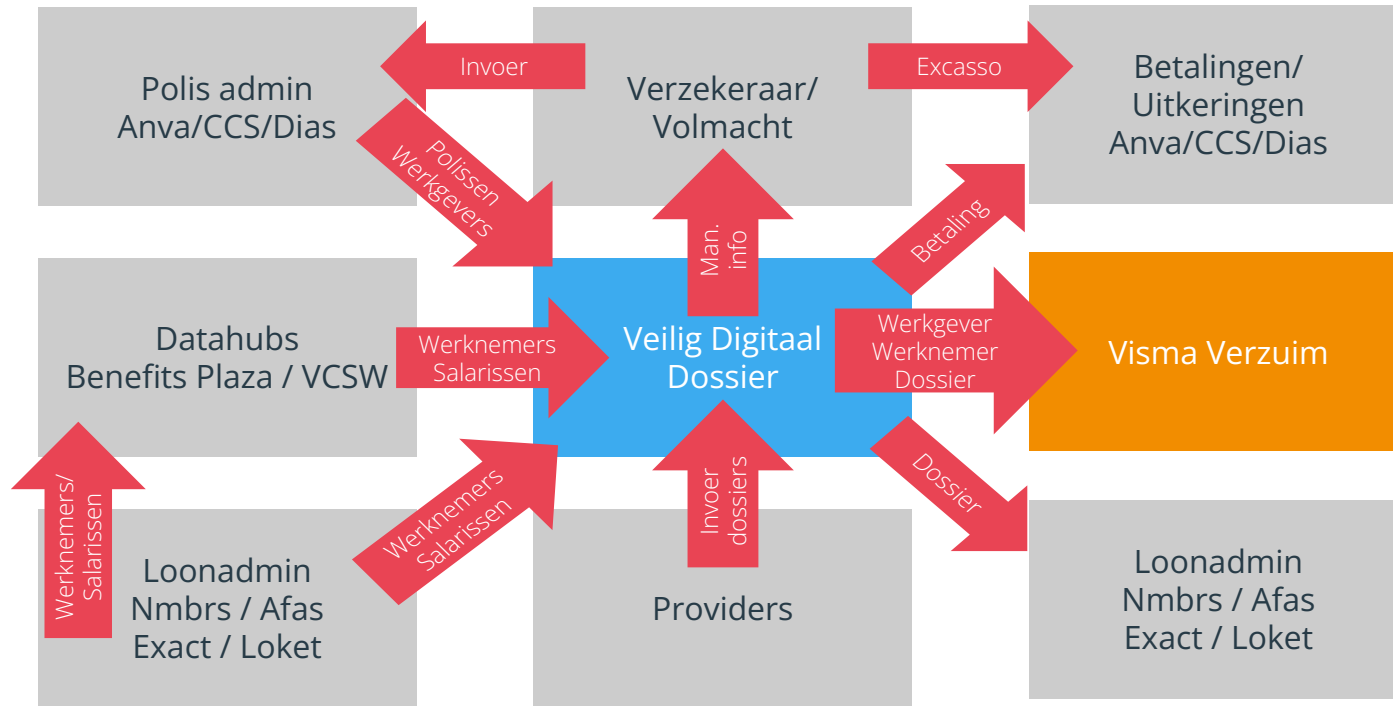 Polis admin
Anva/CCS/Dias
Invoer
Verzekeraar/
Volmacht
Excasso
Betalingen/
Uitkeringen
Anva/CCS/Dias
Polissen
Werkgevers
Man.
info
Betaling
Datahubs
Benefits Plaza / VCSW
Werknemers
Salarissen
Veilig Digitaal
Dossier
Werkgever
Werknemer
Dossier
Visma Verzuim
Werknemers/
Salarissen
Loonadmin
Nmbrs / Afas
Exact / Loket
Werknemers
Salarissen
Invoer
dossiers
Providers
Dossier
Loonadmin
Nmbrs / Afas
Exact / Loket